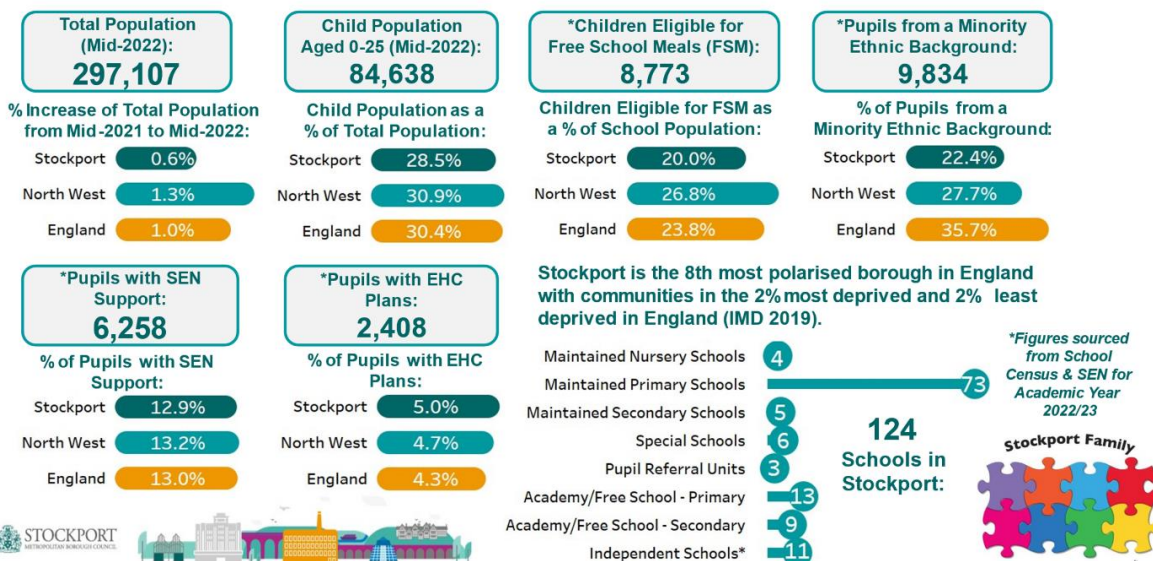 Total Population
(Mid-2022):
297,107
% Increase of Total Population
from Mid-2021 to Mid-2022:
Stockport 0.6%
North West 1.3%
England 1.0%
Child Population
Aged 0-25 (Mid-2022):
84,638
Child Population as a
% of Total Population:
Stockport 28.5%
North West 30.9%
England 30.4%
*Children Eligible for
Free School Meals (FSM):
8,773
Children Eligible for FSM as
a % of School Population:
Stockport 20.0%
North West 26.8%
England 23.8%
*Pupils from a Minority
Ethnic Background:
9,834
% of Pupils from a
Minority Ethnic Background:
Stockport 22.4%
North West 27.7%
England 35.7%
*Pupils with SEN
Support:
6,258
% of Pupils with SEN
Support:
Stockport 12.9%
North West 13.2%
England 13.0%
*Pupils with EHC
Plans:
2,408
% of Pupils with EHC
Plans:
Stockport 5.0%
North West 4.7%
England 4.3%
Stockport is the 8th most polarised borough in England
with communities in the 2% most deprived and 2% least
deprived in England (IMD 2019).
Maintained Nursery Schools 4
Maintained Primary Schools 73
Maintained Secondary Schools 5
Special Schools 6
Pupil Referral Units 3
Academy/Free School - Primary 13
Academy/Free School - Secondary 9
Independent Schools* 11
124
Schools in
Stockport:
*Figures sourced
from School
Census & SEN for
Academic Year
2022/23
Stockport Family
STOCKPORT
METROPOLITAN BOROUGH COUNCIL